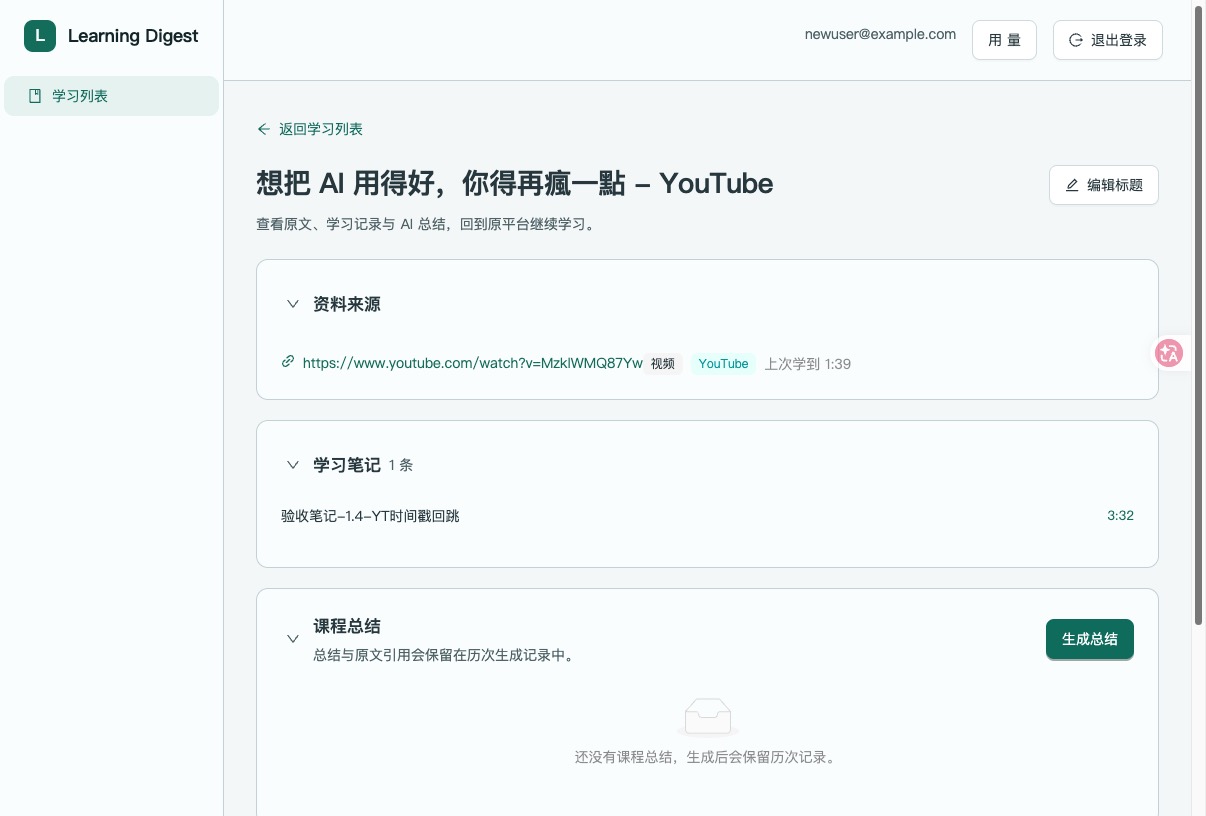 L Learning Digest
newuser@example.com 用 量 退出登录
学习列表
返回学习列表
想把 AI 用得好，你得再瘋一點 – YouTube
编辑标题
查看原文、学习记录与 AI 总结，回到原平台继续学习。
资料来源
https://www.youtube.com/watch?v=MzklWMQ87Yw 视频 YouTube 上次学到 1:39
学习笔记 1 条
验收笔记–1.4–YT时间戳回跳 3:32
课程总结
总结与原文引用会保留在历次生成记录中。
生成总结
还没有课程总结，生成后会保留历次记录。